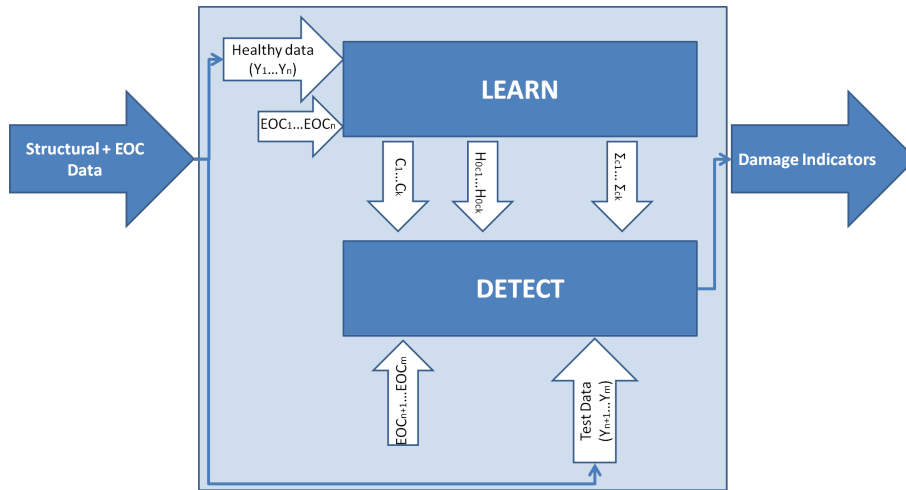 Structural + EOC
Data
Healthy data
(Y₁...Yₙ)
EOC₁...EOCₙ
LEARN
C₁...Cₖ
H₀c₁...H₀cₖ
Σc₁... Σcₖ
DETECT
EOCₙ₊₁...EOCₘ
Test Data
(Yₙ₊₁...Yₘ)
Damage Indicators